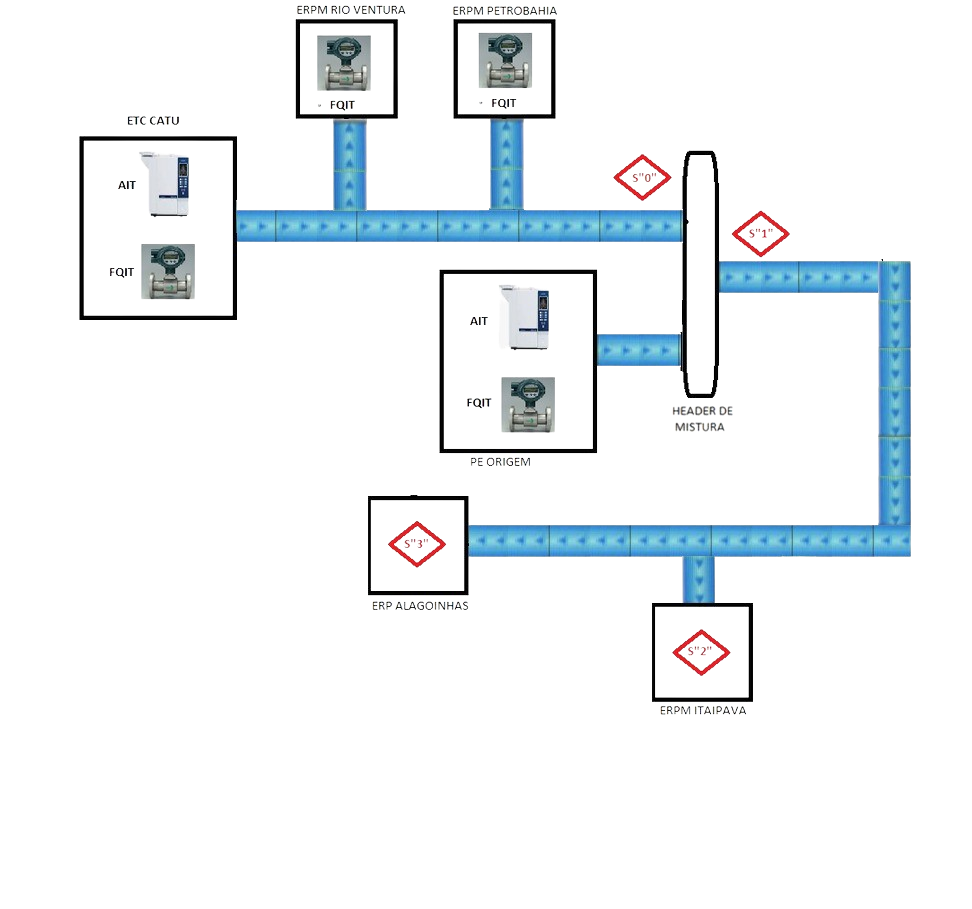 ERPM RIO VENTURA
ERPM PETROBAHIA
FQIT
FQIT
ETC CATU
AIT
FQIT
S"0"
S"1"
AIT
FQIT
PE ORIGEM
HEADER DE
MISTURA
S"3"
ERP ALAGOINHAS
S"2"
ERPM ITAIPAVA